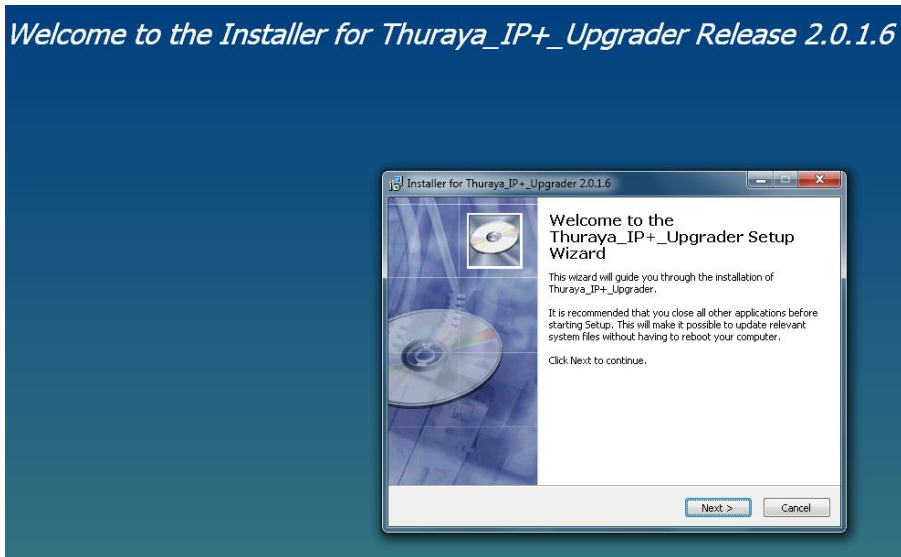 Welcome to the Installer for Thuraya_IP+_Upgrader Release 2.0.1.6
Installer for Thuraya_IP+_Upgrader 2.0.1.6
Welcome to the
Thuraya_IP+_Upgrader Setup
Wizard
This wizard will guide you through the installation of
Thuraya_IP+_Upgrader.
It is recommended that you close all other applications before
starting Setup. This will make it possible to update relevant
system files without having to reboot your computer.
Click Next to continue.
Next >
Cancel